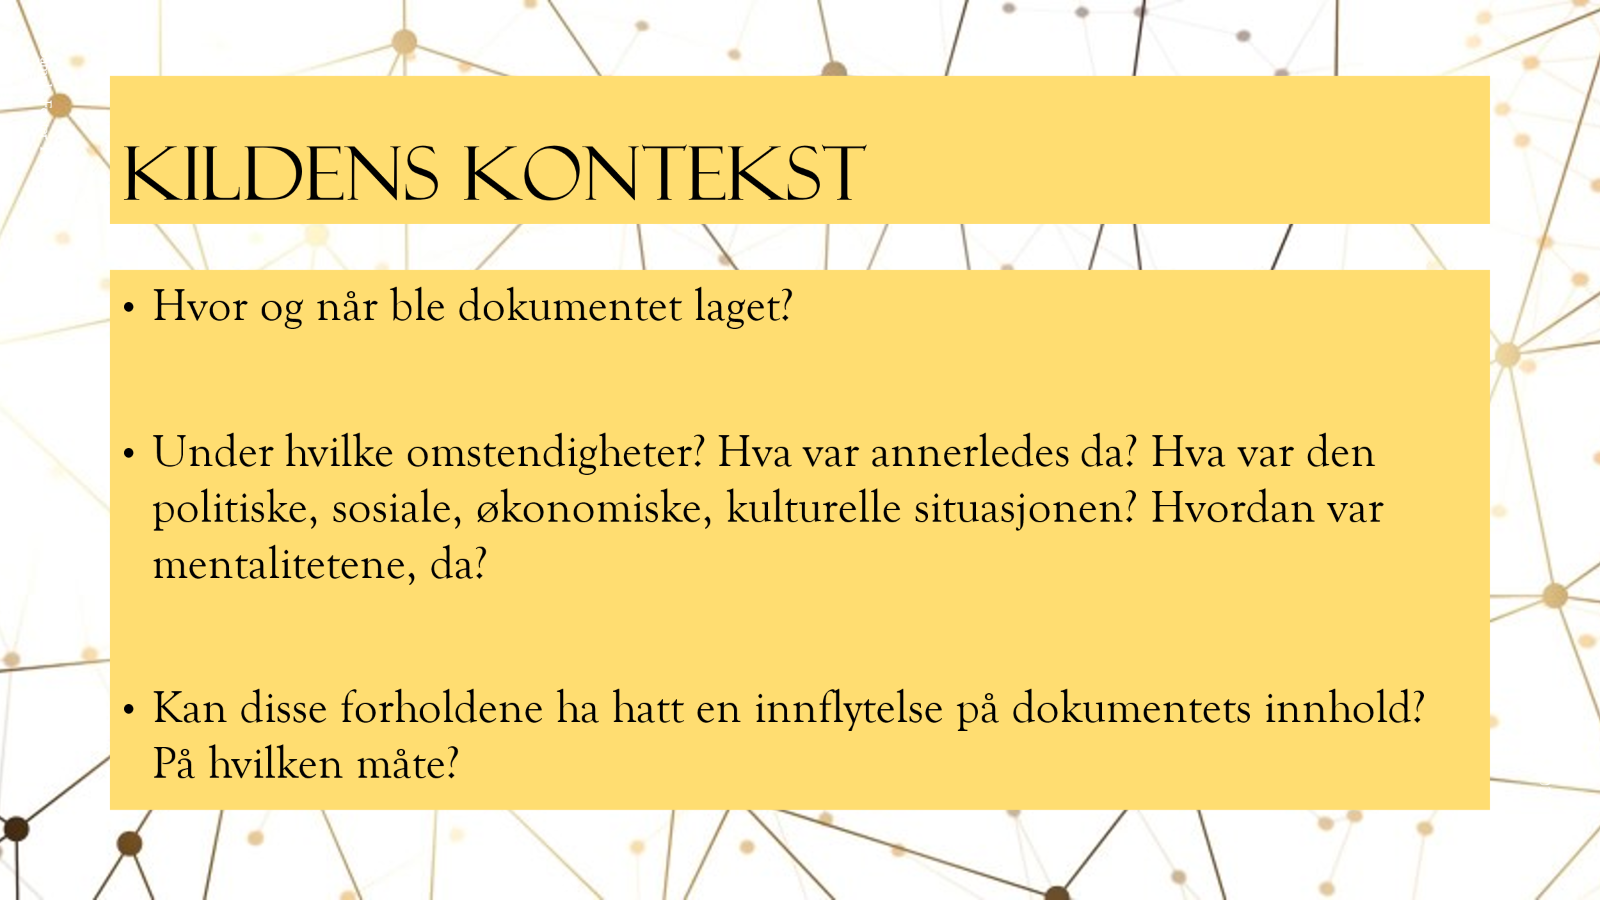 KILDENS KONTEKST
• Hvor og når ble dokumentet laget?
• Under hvilke omstendigheter? Hva var annerledes da? Hva var den
politiske, sosiale, økonomiske, kulturelle situasjonen? Hvordan var
mentalitetene, da?
• Kan disse forholdene ha hatt en innflytelse på dokumentets innhold?
På hvilken måte?